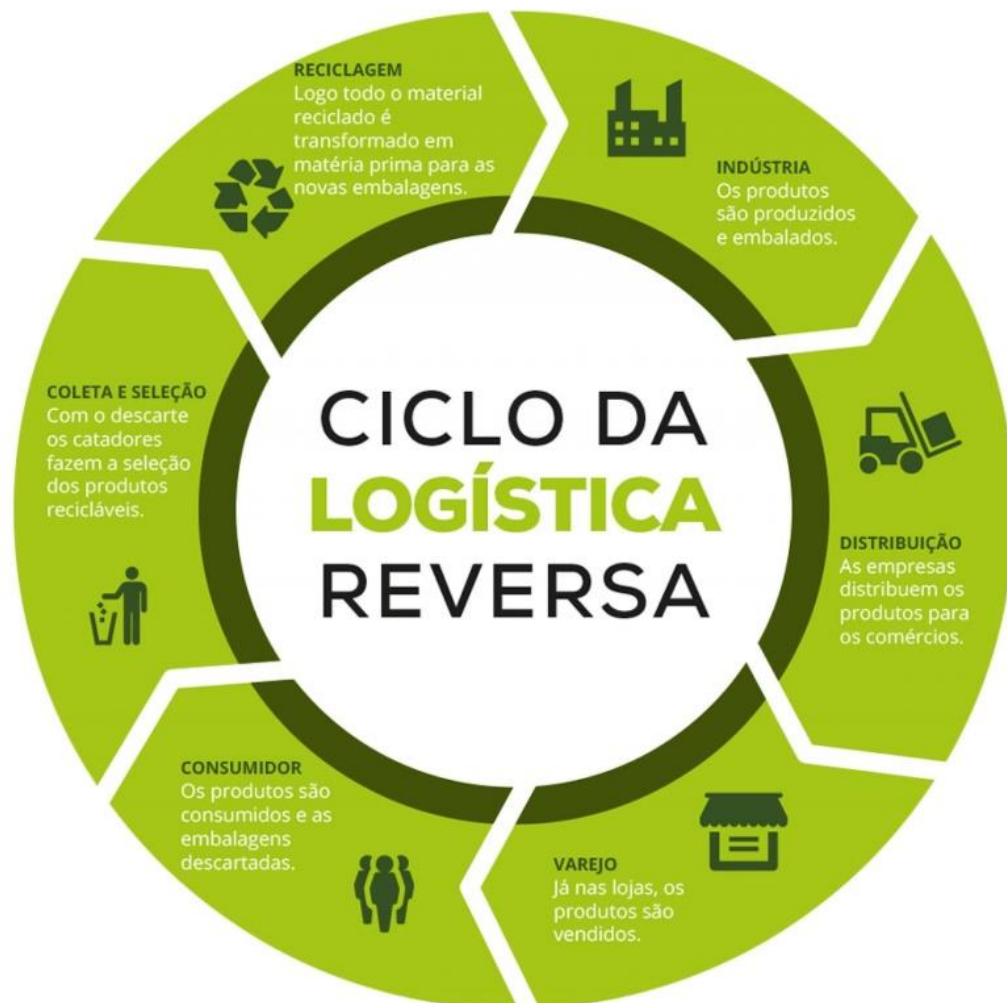 CICLO DA
LOGÍSTICA
REVERSA
INDÚSTRIA
Os produtos
são produzidos
e embalados.
DISTRIBUIÇÃO
As empresas
distribuem os
produtos para
os comércios.
VAREJO
Já nas lojas, os
produtos são
vendidos.
CONSUMIDOR
Os produtos são
consumidos e as
embalagens
descartadas.
COLETA E SELEÇÃO
Com o descarte
os catadores
fazem a seleção
dos produtos
recicláveis.
RECICLAGEM
Logo todo o material
reciclado é
transformado em
matéria prima para as
novas embalagens.